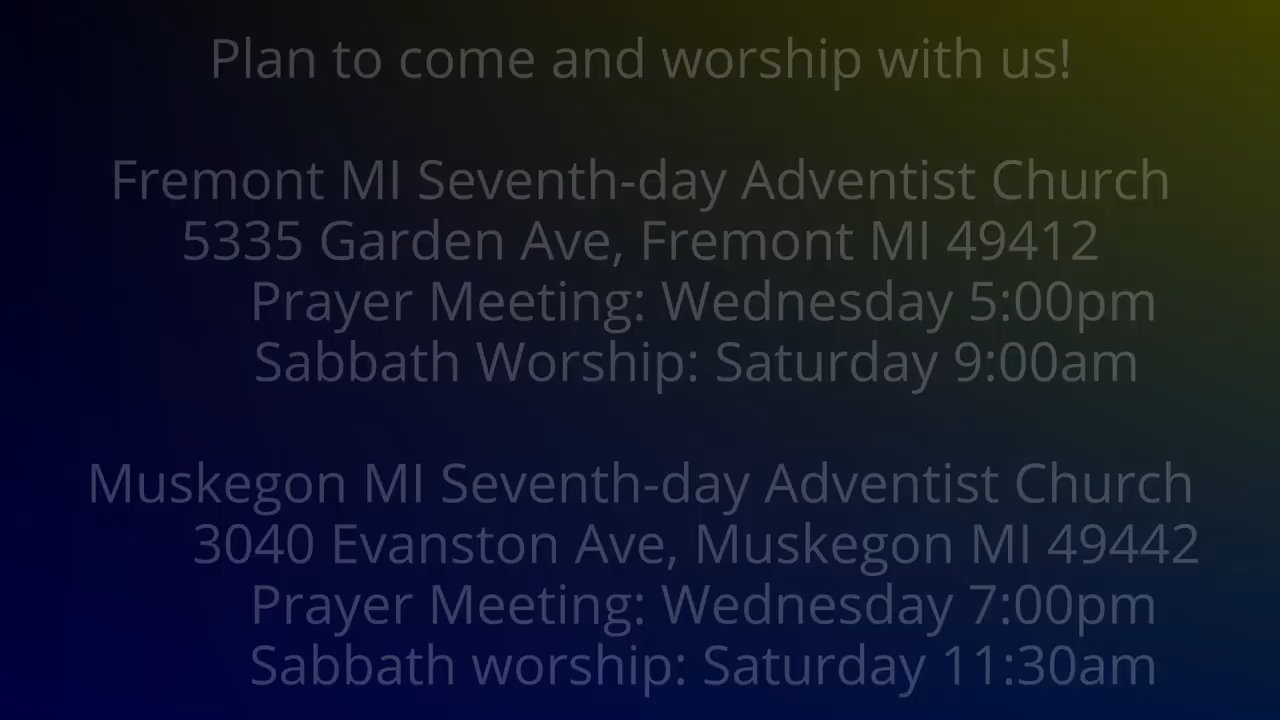 Plan to come and worship with us!
Fremont MI Seventh-day Adventist Church
5335 Garden Ave, Fremont MI 49412
Prayer Meeting: Wednesday 5:00pm
Sabbath Worship: Saturday 9:00am
Muskegon MI Seventh-day Adventist Church
3040 Evanston Ave, Muskegon MI 49442
Prayer Meeting: Wednesday 7:00pm
Sabbath worship: Saturday 11:30am